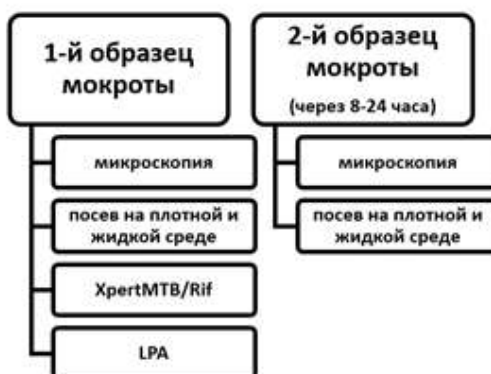 1-й образец
мокроты
микроскопия
посев на плотной и
жидкой среде
XpertMTB/Rif
LPA
2-й образец
мокроты
(через 8-24 часа)
микроскопия
посев на плотной и
жидкой среде